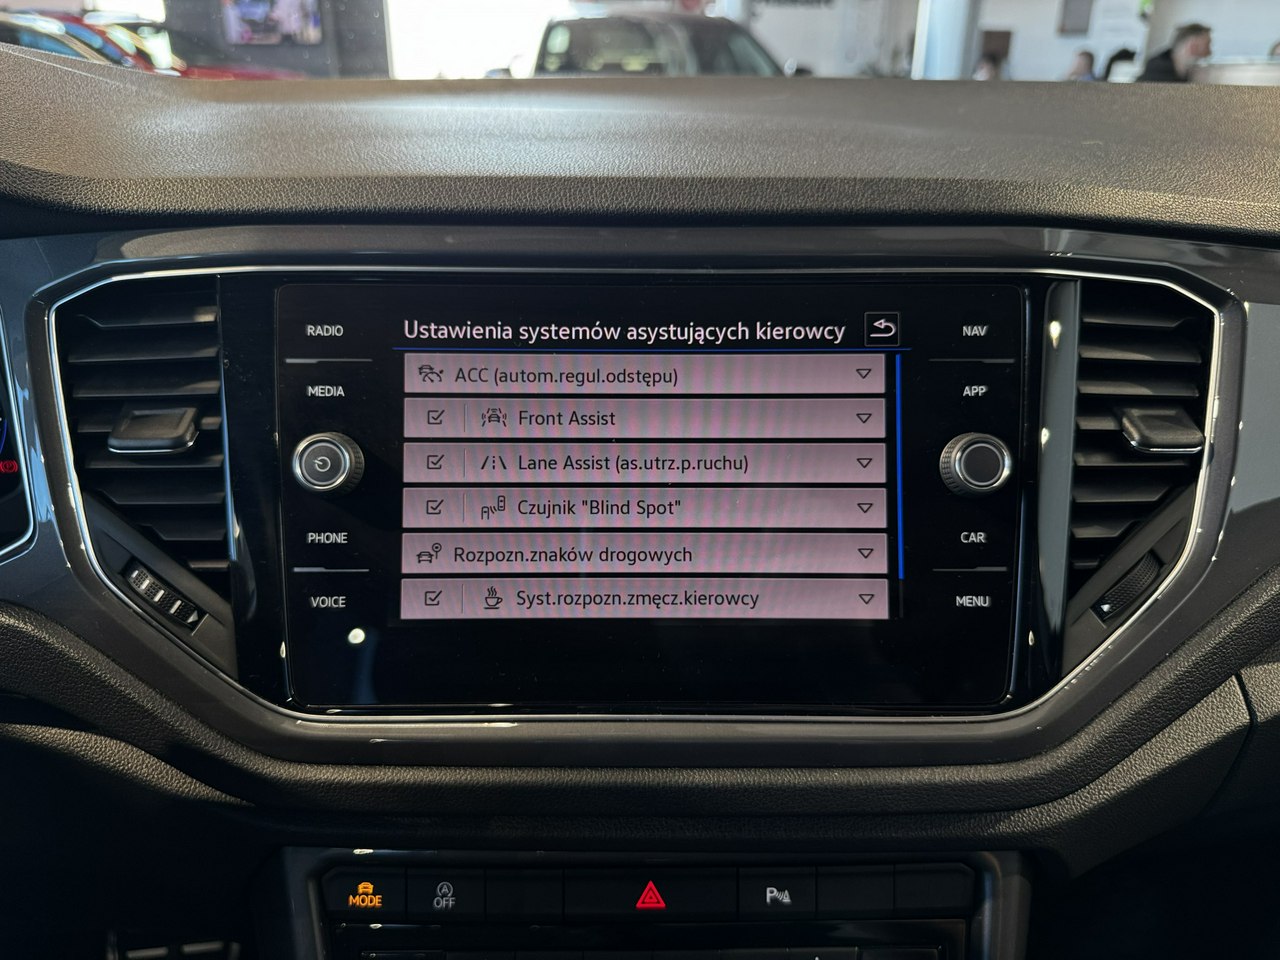 RADIO
MEDIA
PHONE
VOICE
Ustawienia systemów asystujących kierowcy
ACC (autom.regul.odstępu)
Front Assist
Lane Assist (as.utrz.p.ruchu)
Czujnik "Blind Spot"
Rozpozn.znaków drogowych
Syst.rozpozn.zmęcz.kierowcy
NAV
APP
CAR
MENU
MODE
A
OFF
P